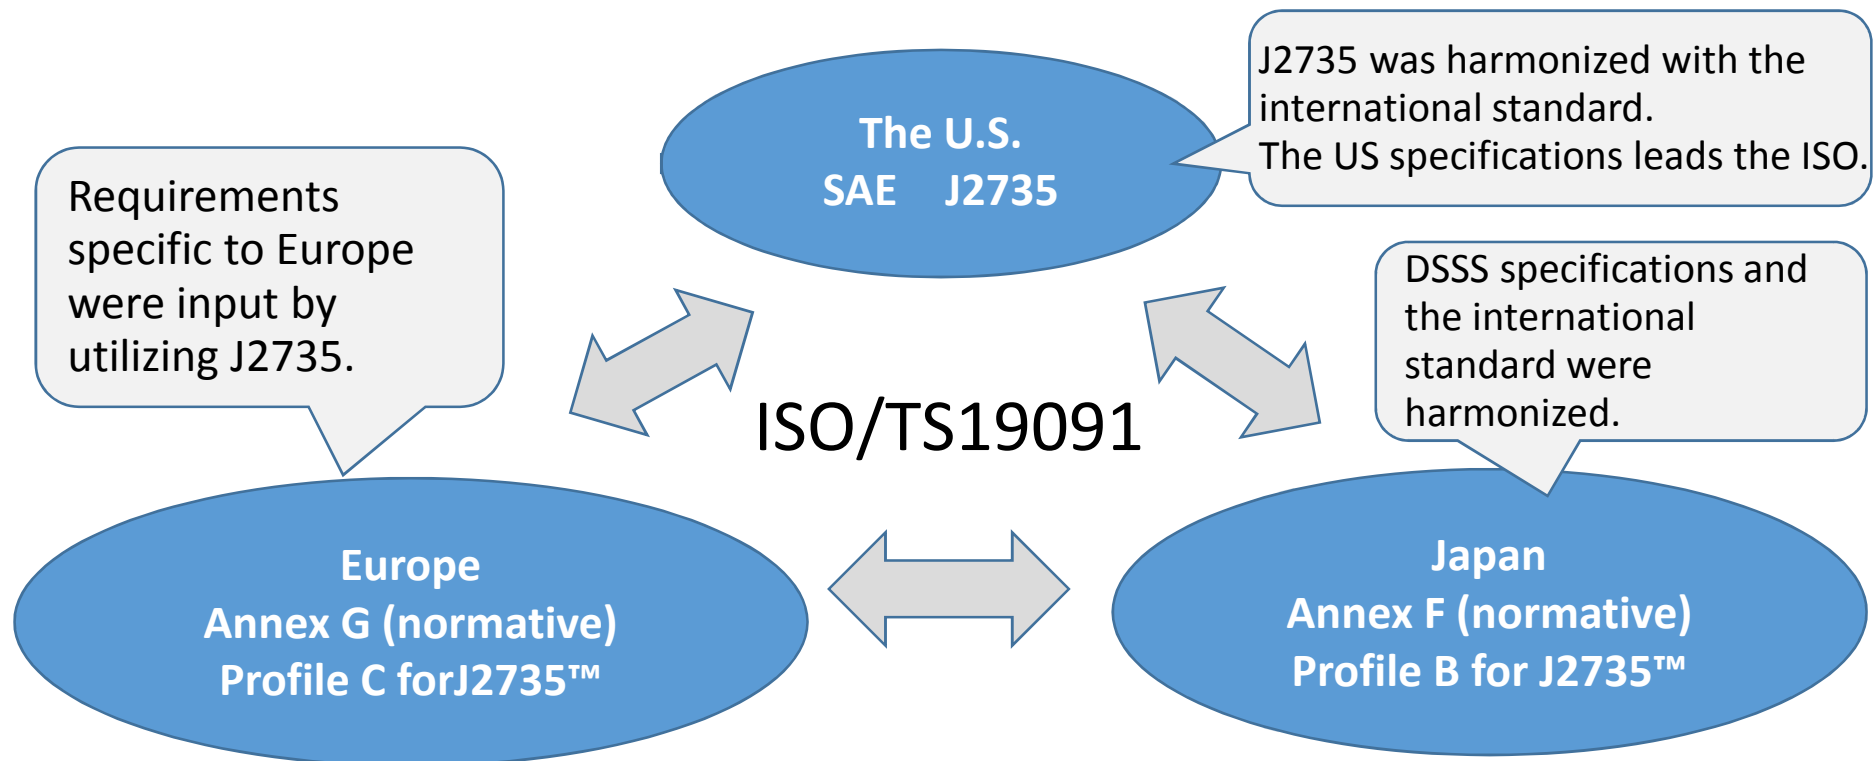 The U.S.
SAE J2735
J2735 was harmonized with the
international standard.
The US specifications leads the ISO.
Requirements
specific to Europe
were input by
utilizing J2735.
DSSS specifications and
the international
standard were
harmonized.
ISO/TS19091
Europe
Annex G (normative)
Profile C forJ2735™
Japan
Annex F (normative)
Profile B for J2735™